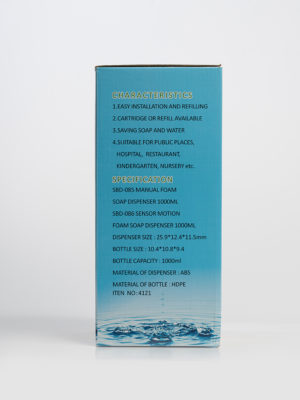 CHARACTERISTICS
1.EASY INSTALLATION AND REFILLING
2.CARTRIDGE OR REFILL AVAILABLE
3.SAVING SOAP AND WATER
4.SUITABLE FOR PUBLIC PLACES,
HOSPITAL, RESTAURANT,
KINDERGARTEN, NURSERY etc.
SPECIFICATION
SBD-085 MANUAL FOAM
SOAP DISPENSER 1000ML
SBD-086 SENSOR MOTION
FOAM SOAP DISPENSER 1000ML
DISPENSER SIZE : 25.9*12.4*11.5mm
BOTTLE SIZE : 10.4*10.8*9.4
BOTTLE CAPACITY : 1000ml
MATERIAL OF DISPENSER : ABS
MATERIAL OF BOTTLE : HDPE
ITEN NO: 4121